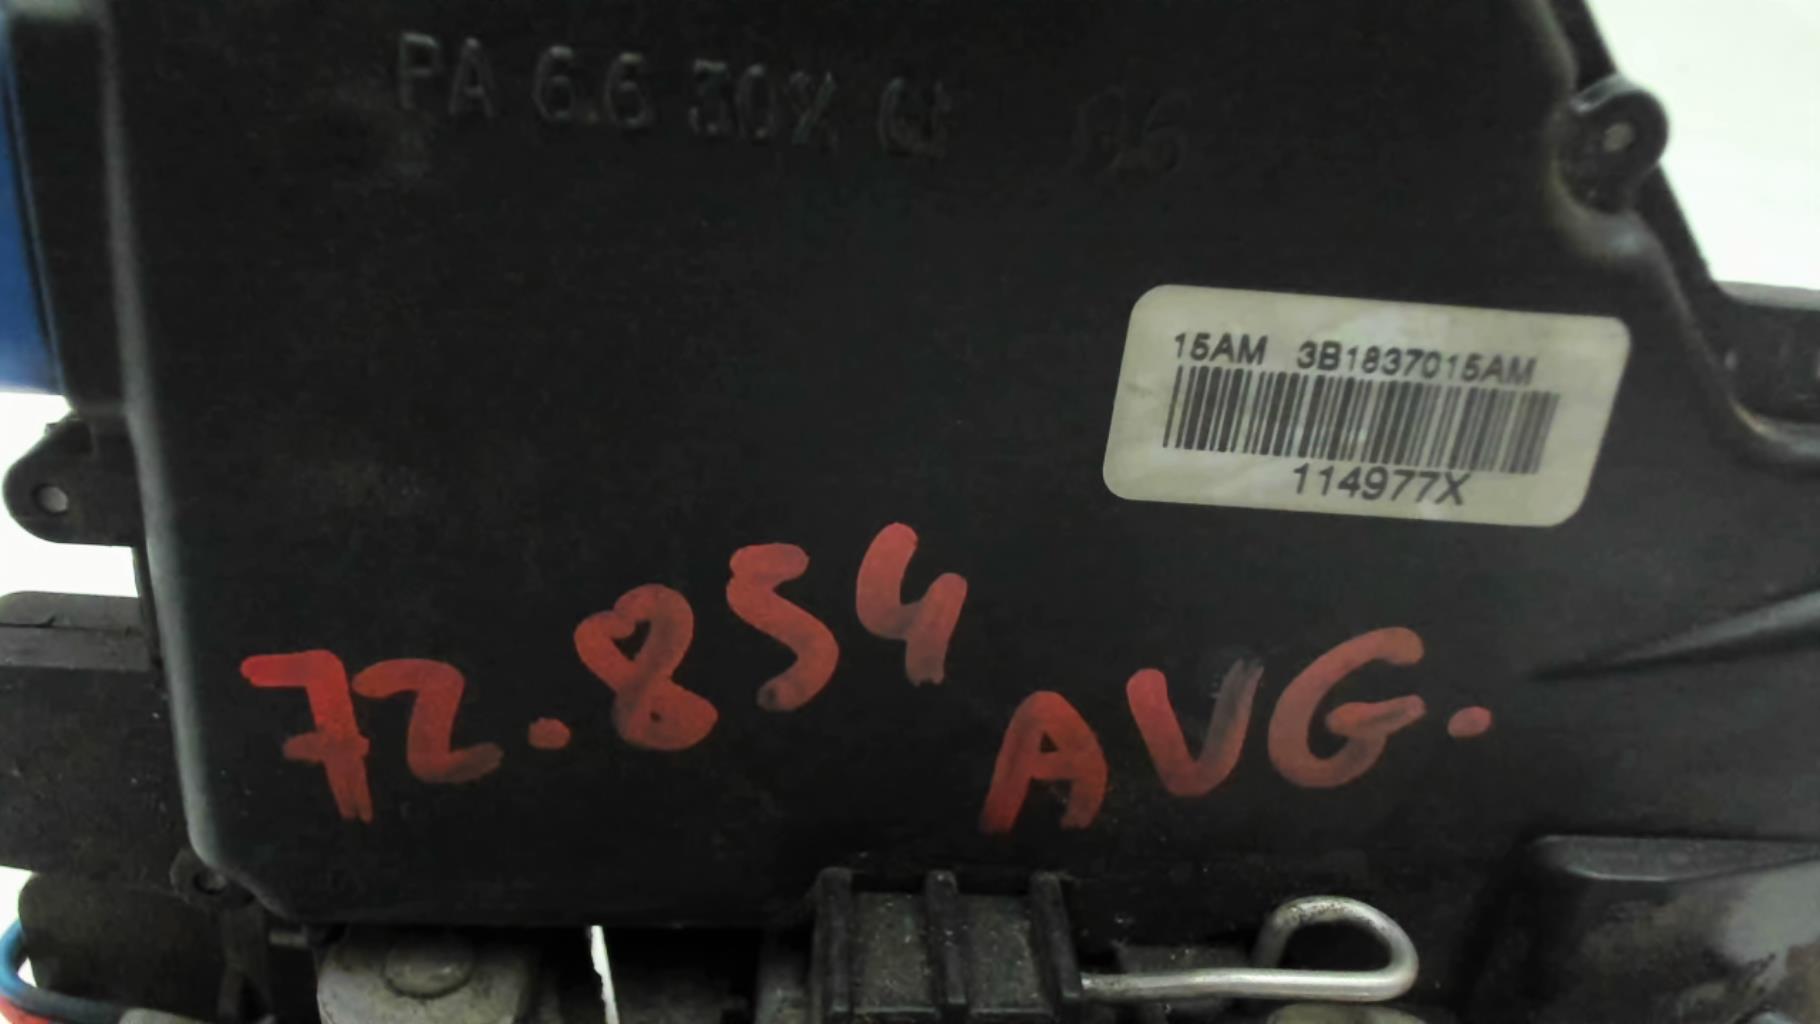 PA 6.6 30%
15AM 3B1837015AM
114977X
72.854
AVG.